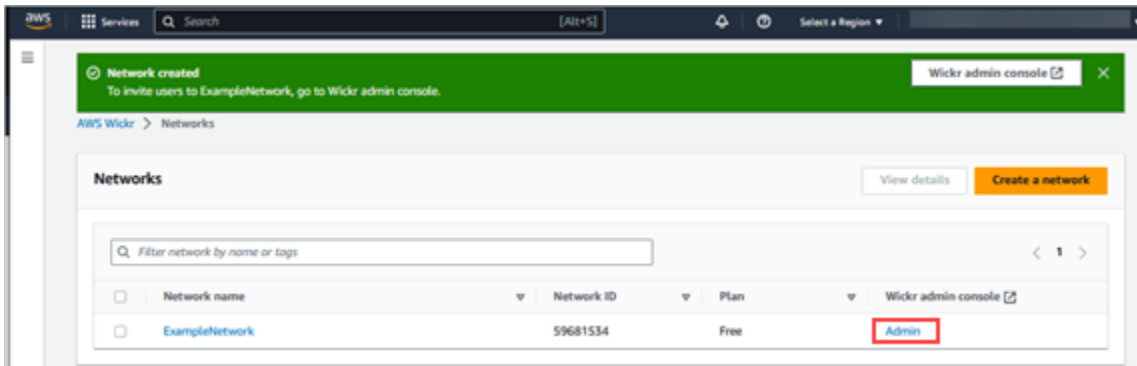 aws Services Search [Alt+S] Select a Region
Network created
To invite users to ExampleNetwork, go to Wickr admin console.
Wickr admin console
AWS Wickr > Networks
Networks
View details Create a network
Filter network by name or tags
< 1 >
Network name Network ID Plan Wickr admin console
ExampleNetwork 59681534 Free Admin